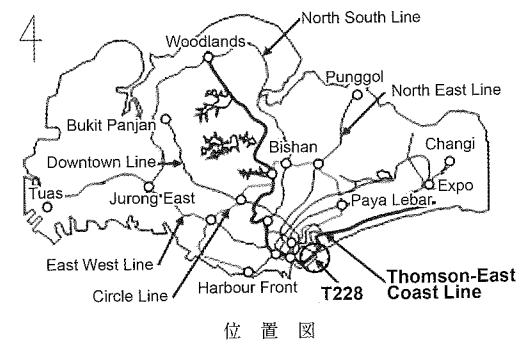 4
North South Line
Woodlands
Punggol
North East Line
Bukit Panjan
Bishan
Changi
Downtown Line
Tuas
Jurong East
Expo
Paya Lebar
East West Line
Circle Line
Harbour Front
T228
Thomson-East
Coast Line
位置図